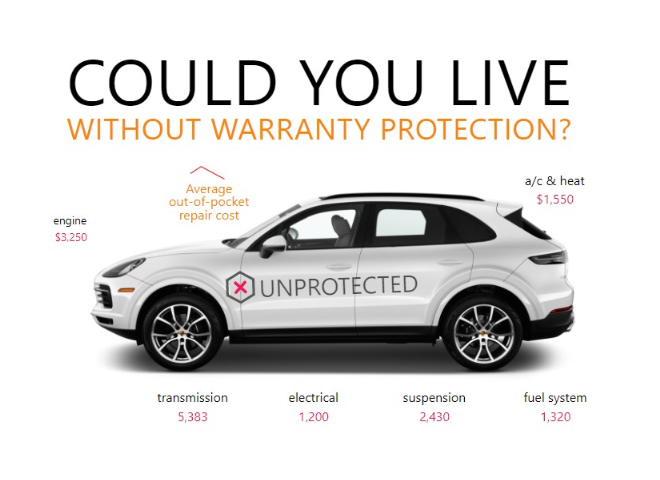 COULD YOU LIVE
WITHOUT WARRANTY PROTECTION?
Average
out-of-pocket
repair cost
a/c & heat
$1,550
engine
$3,250
UNPROTECTED
transmission
5,383
electrical
1,200
suspension
2,430
fuel system
1,320